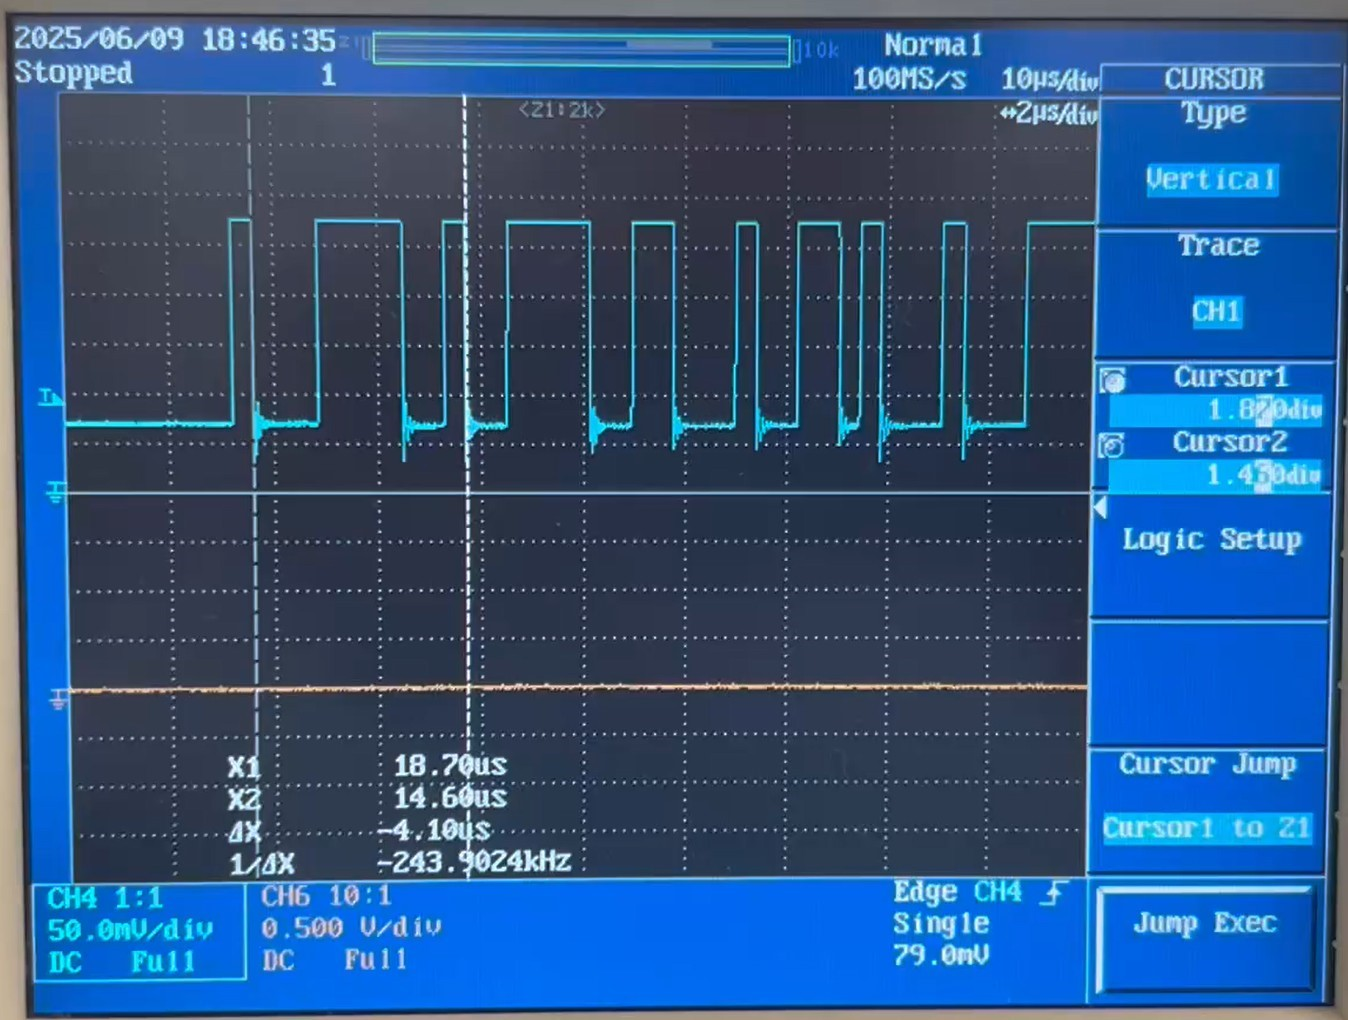 2025/06/09 18:46:35
Stopped 1
10k
Normal
100MS/s 10μs/div
<Z1:2k>
↔2μs/div
CURSOR
Type
Vertical
Trace
CH1
Cursor1
1.870div
Cursor2
Logic Setup
Cursor Jump
Cursor1 to Z1
Jump Exec
X1 18.70us
X2 14.60us
ΔX -4.10us
1/ΔX -243.9024kHz
CH4 1:1
50.0mV/div
DC Full
CH6 10:1
0.500 V/div
DC Full
Edge CH4
Single
79.0mV